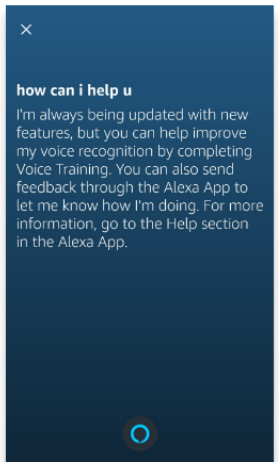 how can i help u
I'm always being updated with new
features, but you can help improve
my voice recognition by completing
Voice Training. You can also send
feedback through the Alexa App to
let me know how I'm doing. For more
information, go to the Help section
in the Alexa App.